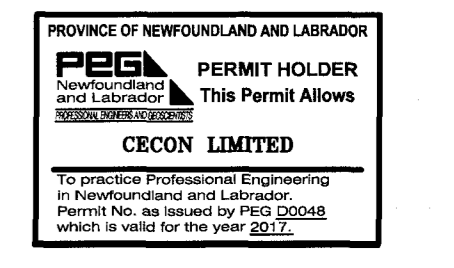 PROVINCE OF NEWFOUNDLAND AND LABRADOR
PEG
Newfoundland
and Labrador
PROFESSIONAL ENGINEERS AND GEOSCIENTISTS
PERMIT HOLDER
This Permit Allows
CECON LIMITED
To practice Professional Engineering
in Newfoundland and Labrador.
Permit No. as issued by PEG D0048
which is valid for the year 2017.